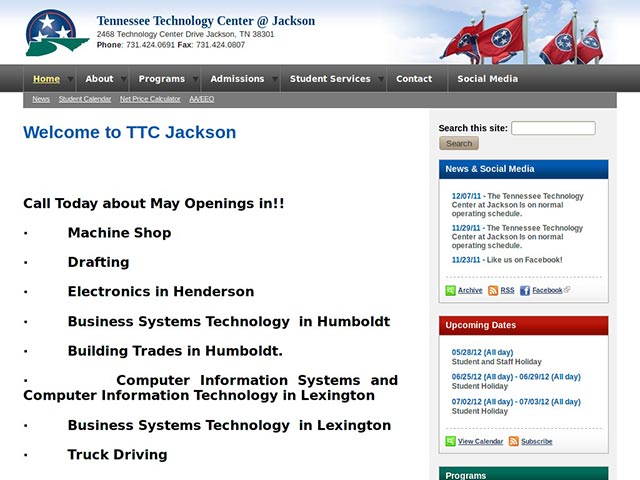 Tennessee Technology Center @ Jackson
2468 Technology Center Drive Jackson, TN 38301
Phone: 731.424.0691 Fax: 731.424.0807
Home About Programs Admissions Student Services Contact Social Media
News Student Calendar Net Price Calculator AA/EEO
Welcome to TTC Jackson
Call Today about May Openings in!!
· Machine Shop
· Drafting
· Electronics in Henderson
· Business Systems Technology in Humboldt
· Building Trades in Humboldt.
· Computer Information Systems and
Computer Information Technology in Lexington
· Business Systems Technology in Lexington
· Truck Driving
Search this site:
Search
News & Social Media
12/07/11 - The Tennessee Technology
Center at Jackson Is on normal
operating schedule.
11/29/11 - The Tennessee Technology
Center at Jackson Is on normal
operating schedule.
11/23/11 - Like us on Facebook!
Archive RSS Facebook
Upcoming Dates
05/28/12 (All day)
Student and Staff Holiday
06/25/12 (All day) - 06/29/12 (All day)
Student Holiday
07/02/12 (All day) - 07/03/12 (All day)
Student Holiday
View Calendar Subscribe
Programs